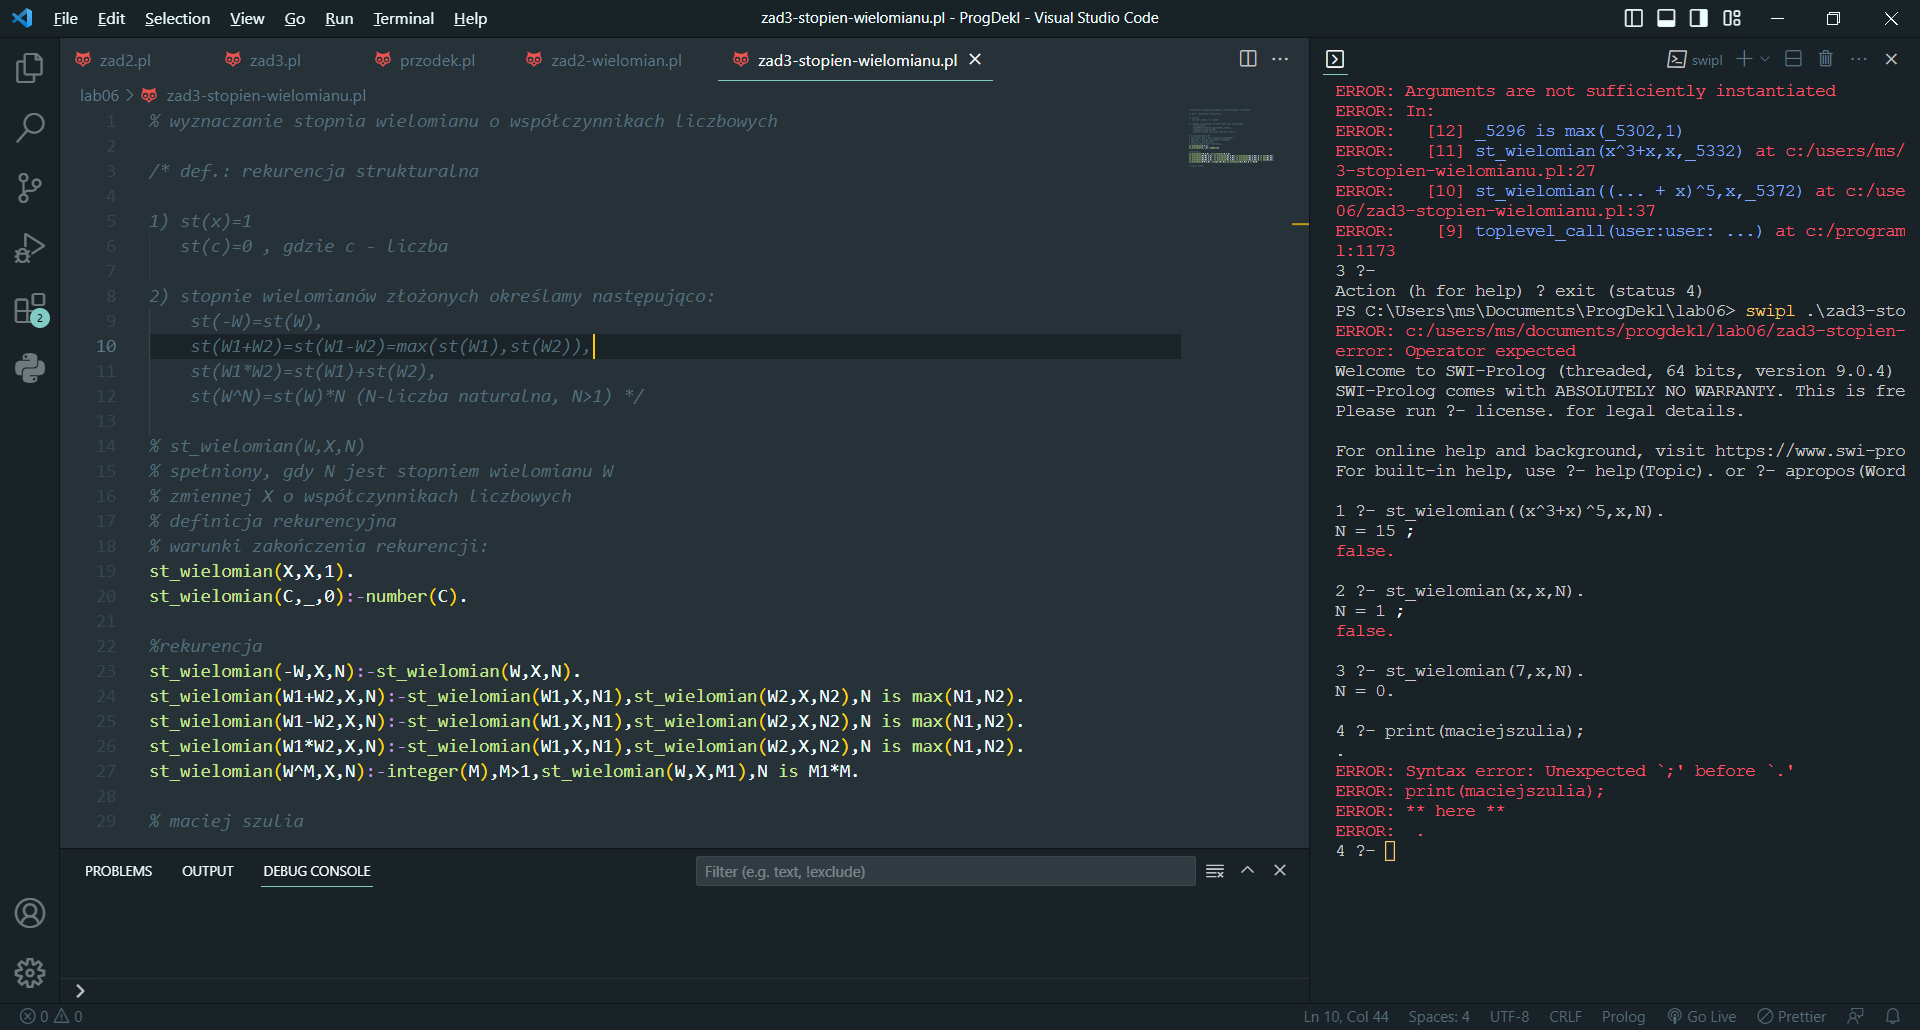 File Edit Selection View Go Run Terminal Help
zad3-stopien-wielomianu.pl - ProgDekl - Visual Studio Code
zad2.pl
zad3.pl
przodek.pl
zad2-wielomian.pl
zad3-stopien-wielomianu.pl
lab06 > zad3-stopien-wielomianu.pl
1 % wyznaczanie stopnia wielomianu o współczynnikach liczbowych
2
3 /* def.: rekurencja strukturalna
4
5 1) st(x)=1
6 st(c)=0 , gdzie c - liczba
7
8 2) stopnie wielomianów złożonych określamy następująco:
9 st(-W)=st(W),
10 st(W1+W2)=st(W1-W2)=max(st(W1),st(W2)),
11 st(W1*W2)=st(W1)+st(W2),
12 st(W^N)=st(W)*N (N-liczba naturalna, N>1) */
13
14 % st_wielomian(W,X,N)
15 % spełniony, gdy N jest stopniem wielomianu W
16 % zmiennej X o współczynnikach liczbowych
17 % definicja rekurencyjna
18 % warunki zakończenia rekurencji:
19 st_wielomian(X,X,1).
20 st_wielomian(C,_,0):-number(C).
21
22 %rekurencja
23 st_wielomian(-W,X,N):-st_wielomian(W,X,N).
24 st_wielomian(W1+W2,X,N):-st_wielomian(W1,X,N1),st_wielomian(W2,X,N2),N is max(N1,N2).
25 st_wielomian(W1-W2,X,N):-st_wielomian(W1,X,N1),st_wielomian(W2,X,N2),N is max(N1,N2).
26 st_wielomian(W1*W2,X,N):-st_wielomian(W1,X,N1),st_wielomian(W2,X,N2),N is max(N1,N2).
27 st_wielomian(W^M,X,N):-integer(M),M>1,st_wielomian(W,X,M1),N is M1*M.
28
29 % maciej szulia
PROBLEMS OUTPUT DEBUG CONSOLE
Filter (e.g. text, !exclude)
swipl
ERROR: Arguments are not sufficiently instantiated
ERROR: In:
ERROR: [12] _5296 is max(_5302,1)
ERROR: [11] st_wielomian(x^3+x,x,_5332) at c:/users/ms/
3-stopien-wielomianu.pl:27
ERROR: [10] st_wielomian((... + x)^5,x,_5372) at c:/use
06/zad3-stopien-wielomianu.pl:37
ERROR: [9] toplevel_call(user:user: ...) at c:/program
l:1173
3 ?-
Action (h for help) ? exit (status 4)
PS C:\Users\ms\Documents\ProgDekl\lab06> swipl .\zad3-sto
ERROR: c:/users/ms/documents/progdekl/lab06/zad3-stopien-
error: Operator expected
Welcome to SWI-Prolog (threaded, 64 bits, version 9.0.4)
SWI-Prolog comes with ABSOLUTELY NO WARRANTY. This is fre
Please run ?- license. for legal details.
For online help and background, visit https://www.swi-pro
For built-in help, use ?- help(Topic). or ?- apropos(Word
1 ?- st_wielomian((x^3+x)^5,x,N).
N = 15 ;
false.
2 ?- st_wielomian(x,x,N).
N = 1 ;
false.
3 ?- st_wielomian(7,x,N).
N = 0.
4 ?- print(maciejszulia);
.
ERROR: Syntax error: Unexpected `;' before `.'
ERROR: print(maciejszulia);
ERROR: ** here **
ERROR: .
4 ?-
2
0 0
Ln 10, Col 44 Spaces: 4 UTF-8 CRLF Prolog Go Live Prettier